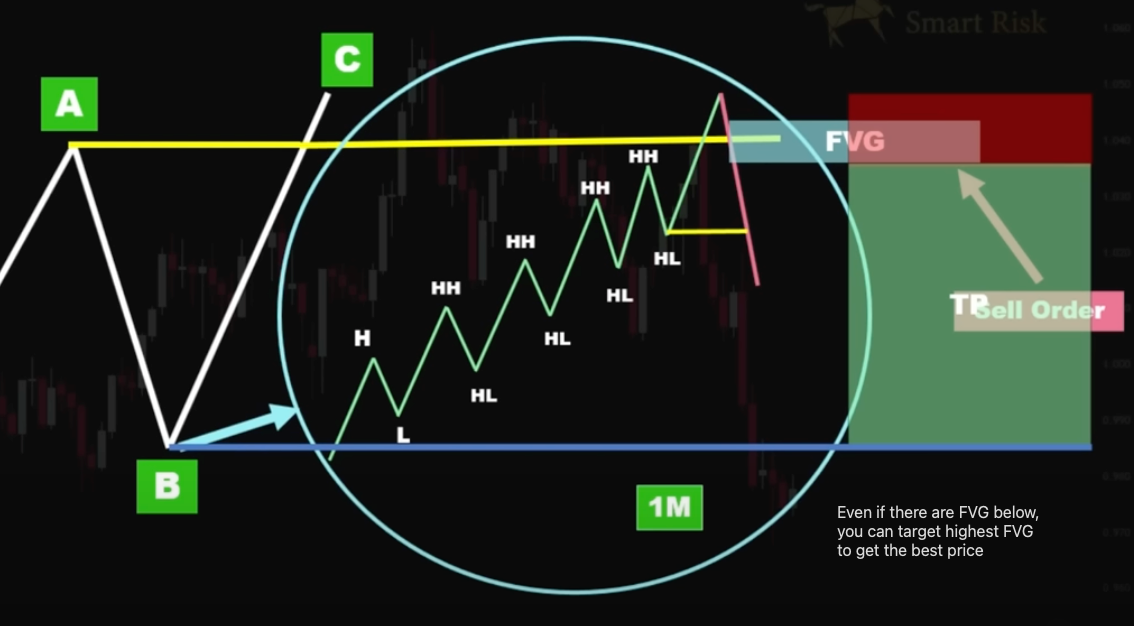 Smart Risk
C
A
HH
FVG
HH
HH
HL
HH
HL
TP
Sell Order
H
HL
HL
L
B
1M
Even if there are FVG below,
you can target highest FVG
to get the best price